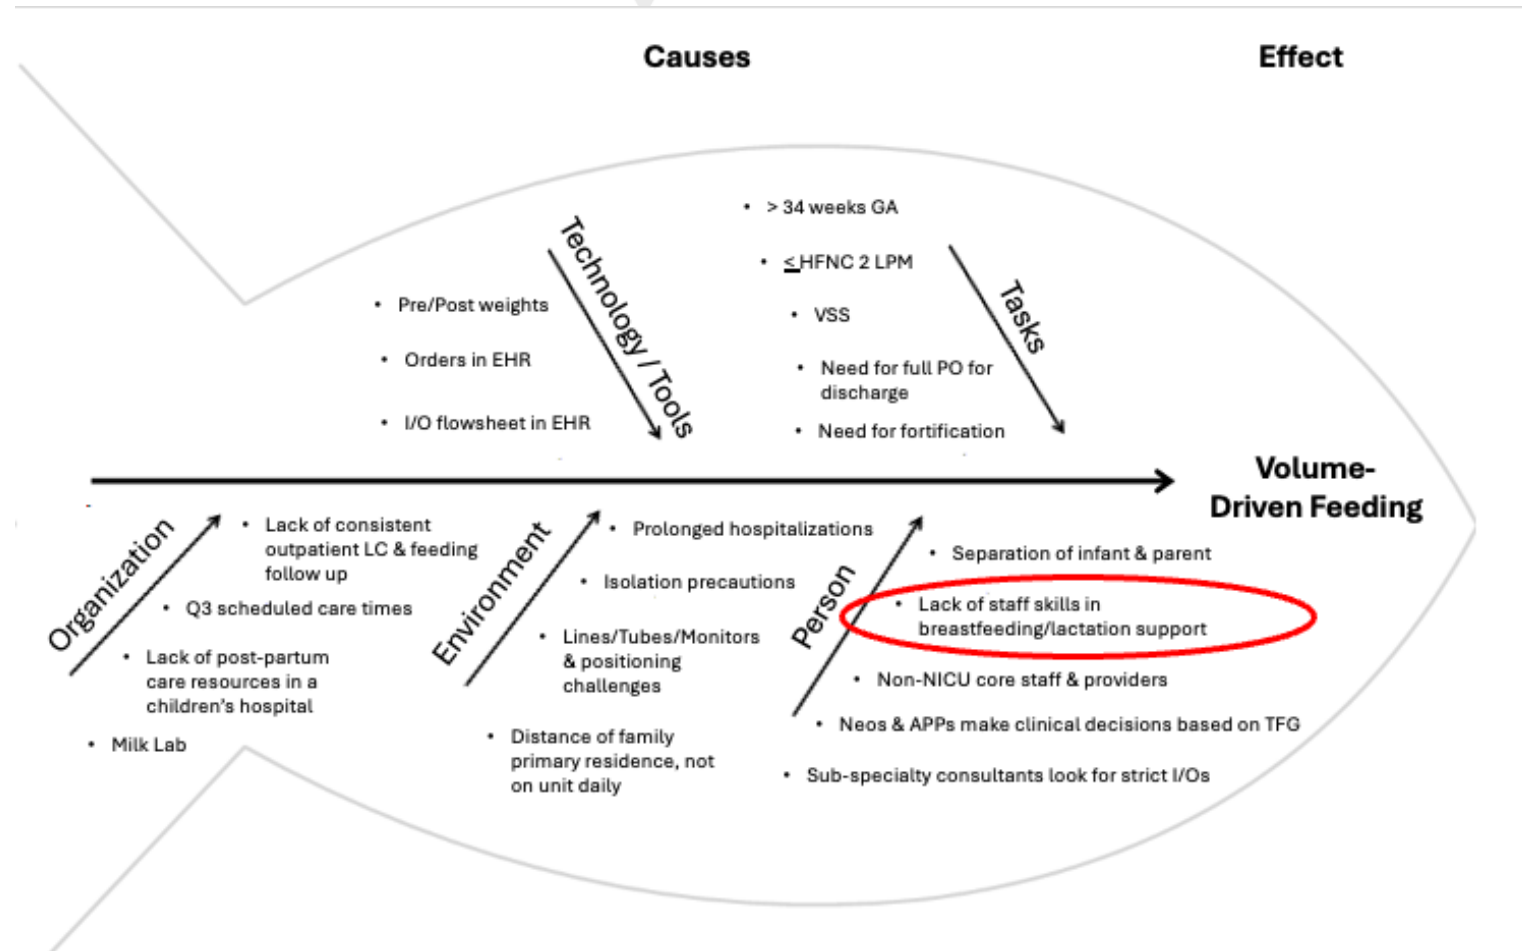 Causes
Effect
Technology / Tools
• Pre/Post weights
• Orders in EHR
• I/O flowsheet in EHR
Tasks
• > 34 weeks GA
• < HFNC 2 LPM
• VSS
• Need for full PO for
discharge
• Need for fortification
Volume-
Driven Feeding
Organization
• Lack of consistent
outpatient LC & feeding
follow up
• Q3 scheduled care times
• Lack of post-partum
care resources in a
children's hospital
• Milk Lab
Environment
• Prolonged hospitalizations
• Isolation precautions
• Lines/Tubes/Monitors
& positioning
challenges
• Distance of family
primary residence, not
on unit daily
Person
• Separation of infant & parent
• Lack of staff skills in
breastfeeding/lactation support
• Non-NICU core staff & providers
• Neos & APPs make clinical decisions based on TFG
• Sub-specialty consultants look for strict I/Os